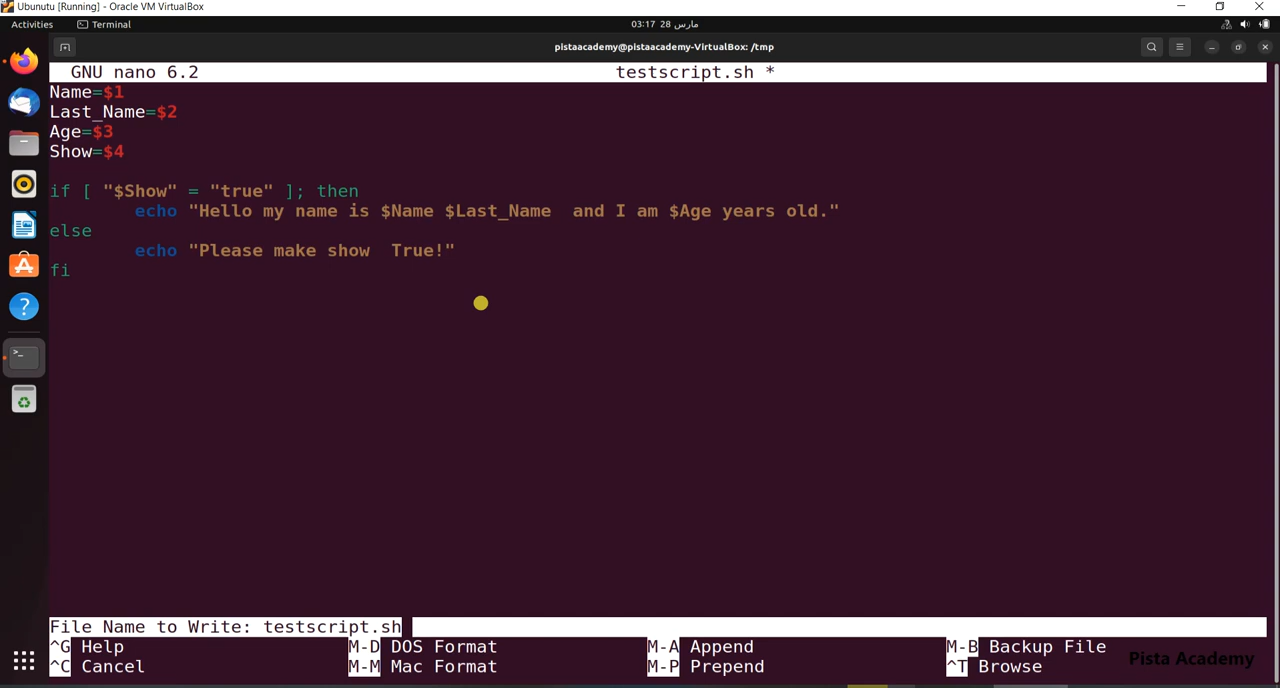 Ubunutu [Running] - Oracle VM VirtualBox
Activities Terminal 03:17 28 مارس
pistaacademy@pistaacademy-VirtualBox: /tmp
GNU nano 6.2 testscript.sh *
Name=$1
Last_Name=$2
Age=$3
Show=$4
if [ "$Show" = "true" ]; then
echo "Hello my name is $Name $Last_Name  and I am $Age years old."
else
echo "Please make show  True!"
fi
File Name to Write: testscript.sh
^G Help M-D DOS Format M-A Append M-B Backup File
^C Cancel M-M Mac Format M-P Prepend ^T Browse
Pista Academy